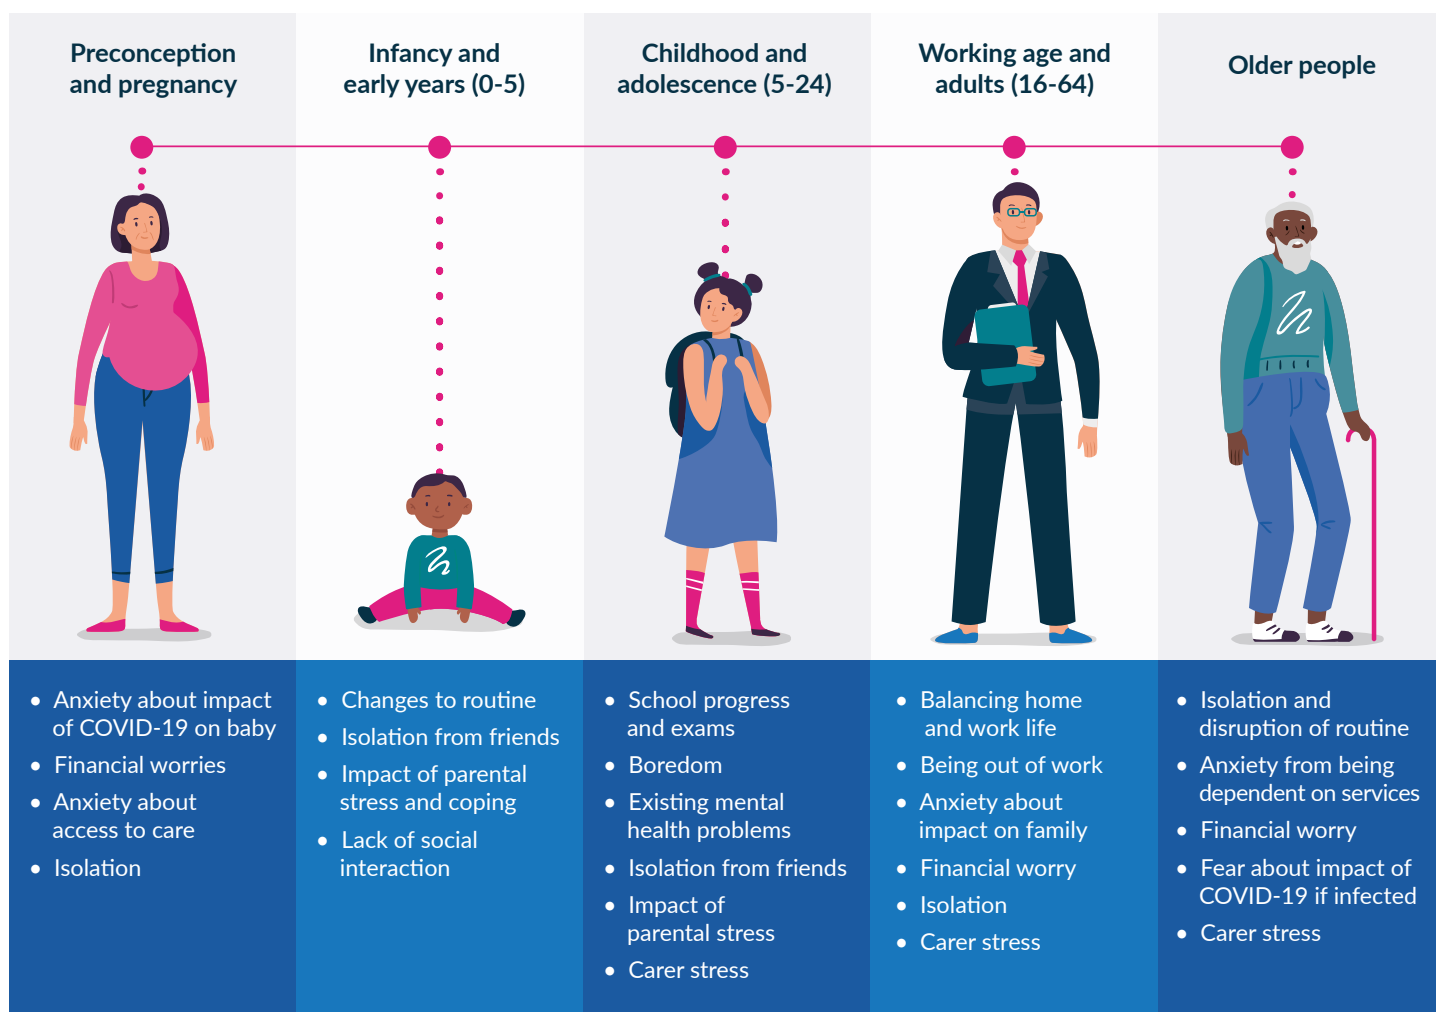 Preconception
and pregnancy
Infancy and
early years (0-5)
Childhood and
adolescence (5-24)
Working age and
adults (16-64)
Older people
• Anxiety about impact
of COVID-19 on baby
• Financial worries
• Anxiety about
access to care
• Isolation
• Changes to routine
• Isolation from friends
• Impact of parental
stress and coping
• Lack of social
interaction
• School progress
and exams
• Boredom
• Existing mental
health problems
• Isolation from friends
• Impact of
parental stress
• Carer stress
• Balancing home
and work life
• Being out of work
• Anxiety about
impact on family
• Financial worry
• Isolation
• Carer stress
• Isolation and
disruption of routine
• Anxiety from being
dependent on services
• Financial worry
• Fear about impact of
COVID-19 if infected
• Carer stress